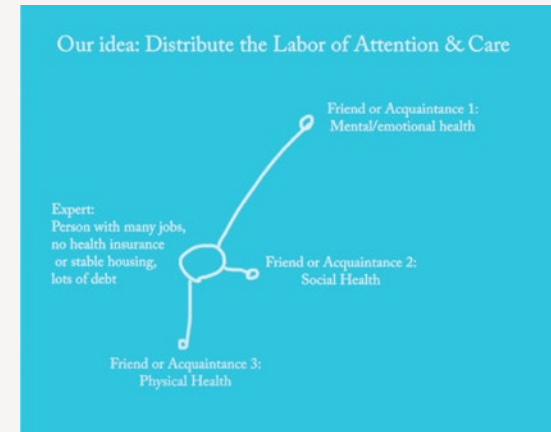 Our idea: Distribute the Labor of Attention & Care
Friend or Acquaintance 1:
Mental/emotional health
Expert:
Person with many jobs,
no health insurance
or stable housing,
lots of debt
Friend or Acquaintance 2:
Social Health
Friend or Acquaintance 3:
Physical Health